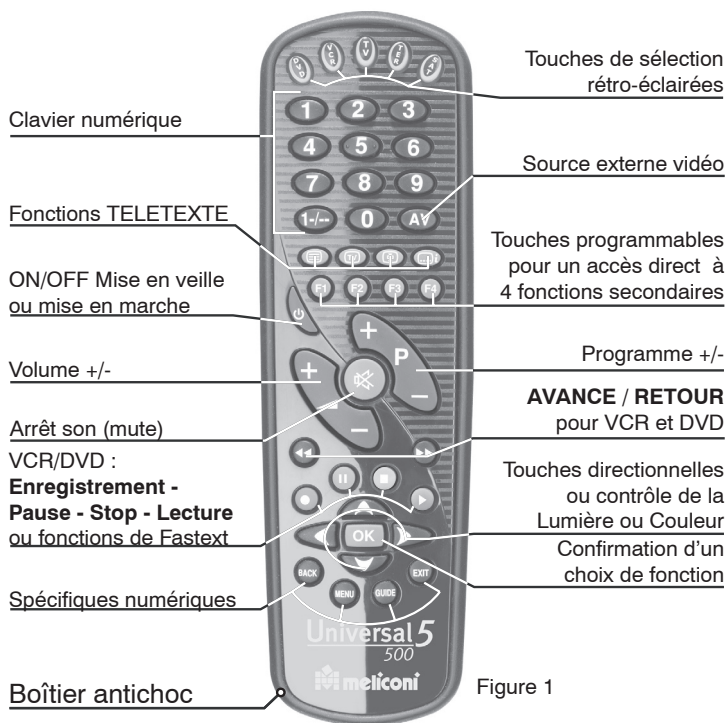 DVD
VCR
TV
TER
SAT
Touches de sélection
rétro-éclairées
Clavier numérique
1 2 3
4 5 6
7 8 9
1-/-- 0 AV
Source externe vidéo
Fonctions TELETEXTE
Touches programmables
pour un accès direct à
4 fonctions secondaires
F1 F2 F3 F4
ON/OFF Mise en veille
ou mise en marche
+ P −
Programme +/-
Volume +/-
+ −
AVANCE / RETOUR
pour VCR et DVD
Arrêt son (mute)
VCR/DVD :
Enregistrement -
Pause - Stop - Lecture
ou fonctions de Fastext
Touches directionnelles
ou contrôle de la
Lumière ou Couleur
OK
Confirmation d'un
choix de fonction
BACK MENU GUIDE EXIT
Spécifiques numériques
Universal 5
500
meliconi
Boîtier antichoc
Figure 1